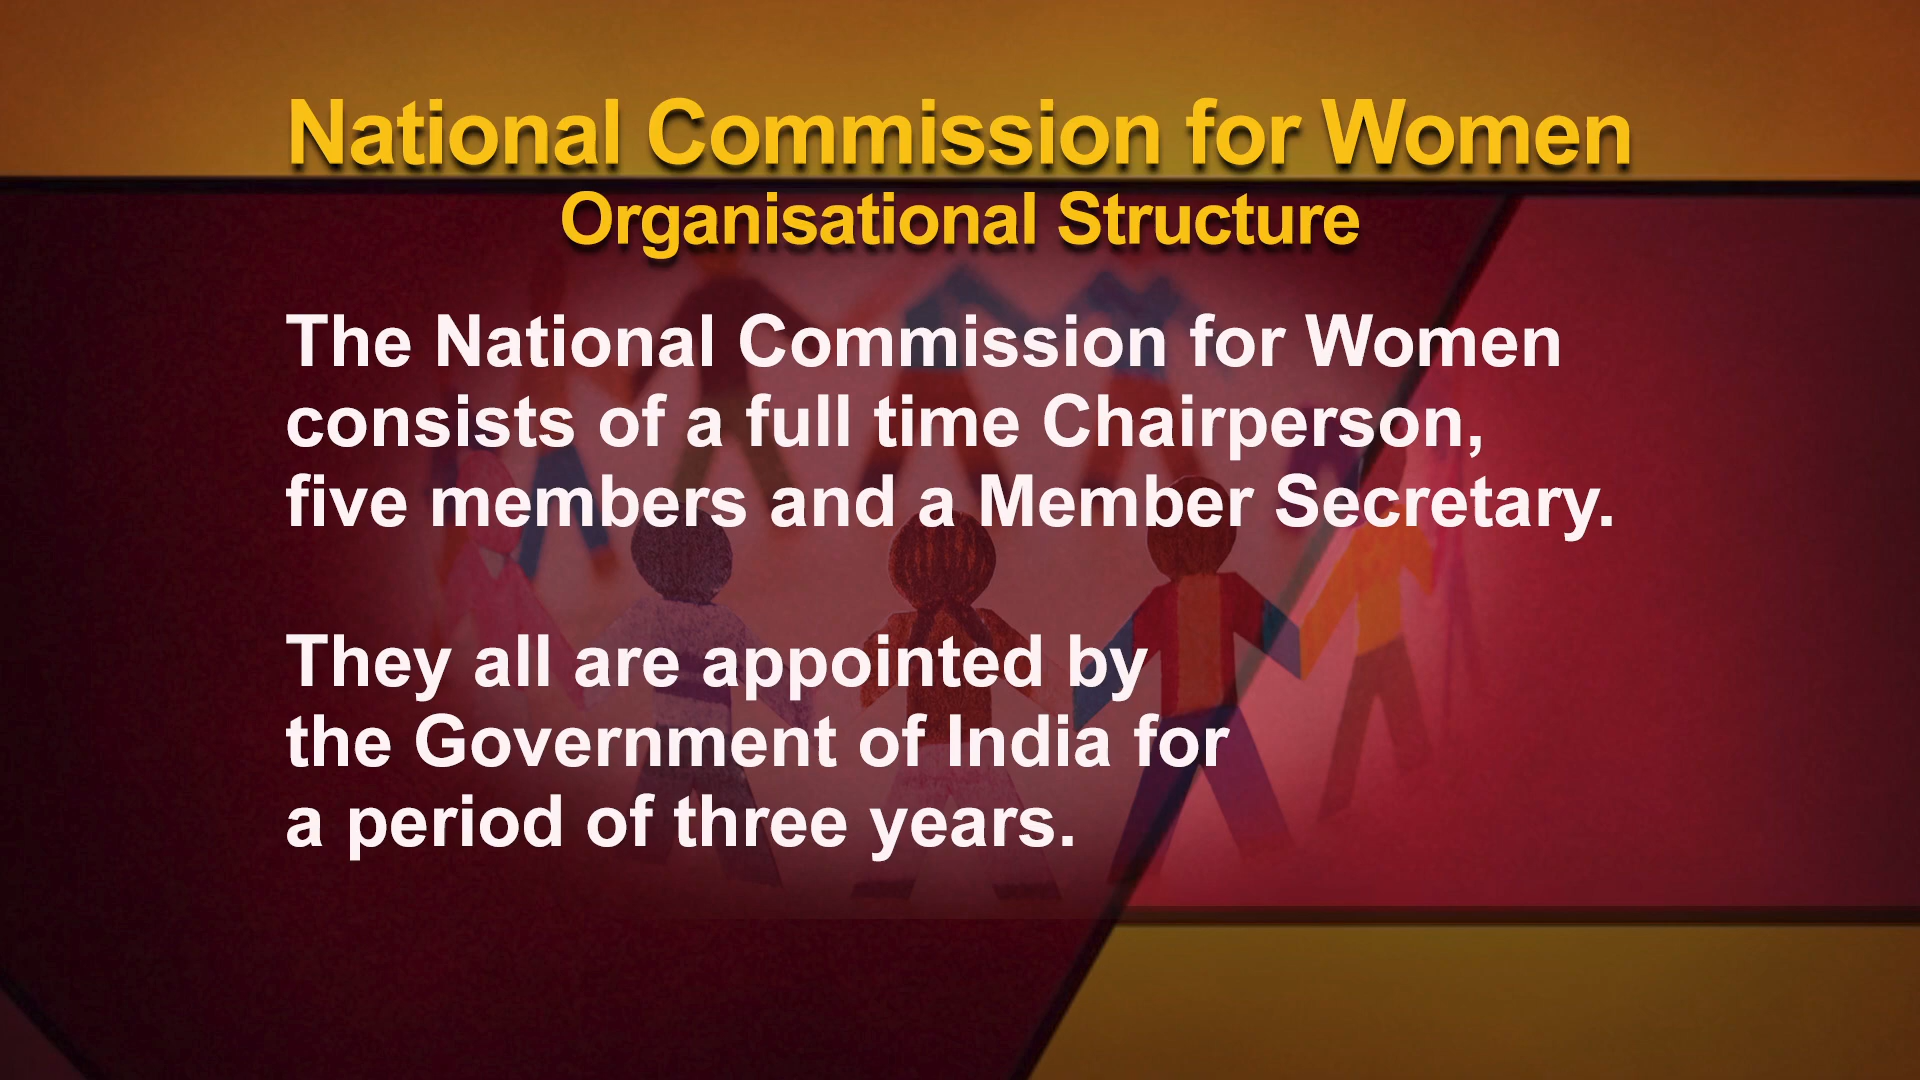 National Commission for Women
Organisational Structure
The National Commission for Women
consists of a full time Chairperson,
five members and a Member Secretary.
They all are appointed by
the Government of India for
a period of three years.